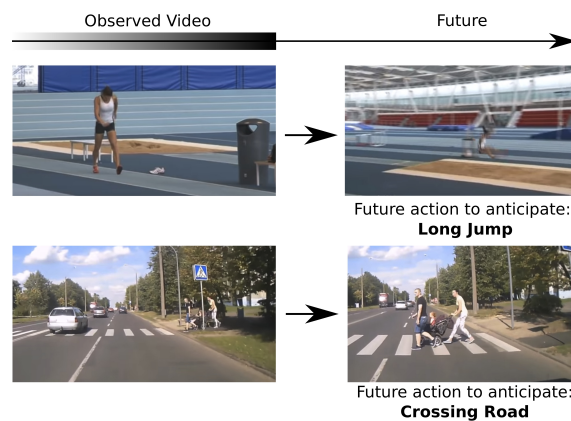 Observed Video
Future
Future action to anticipate:
Long Jump
Future action to anticipate:
Crossing Road